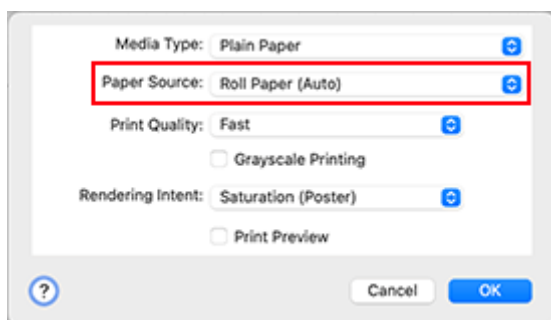 Media Type: Plain Paper
Paper Source: Roll Paper (Auto)
Print Quality: Fast
Grayscale Printing
Rendering Intent: Saturation (Poster)
Print Preview
? Cancel OK